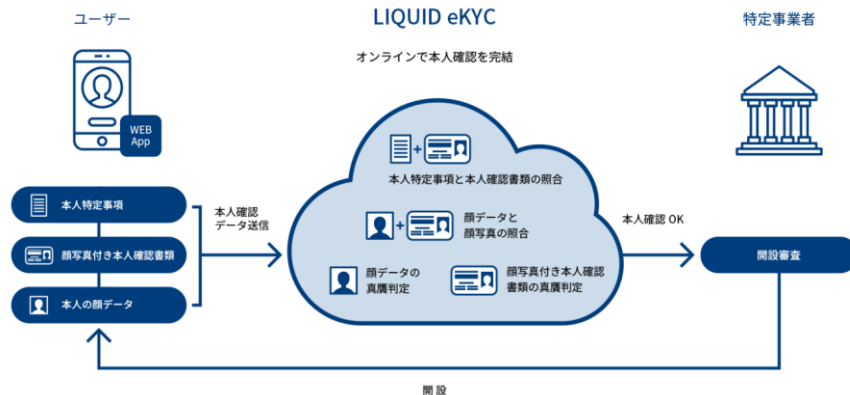 ユーザー
LIQUID eKYC
特定事業者
オンラインで本人確認を完結
WEB
App
本人特定事項と本人確認書類の照合
本人特定事項
本人確認
データ送信
顔データと
顔写真の照合
本人確認 OK
顔写真付き本人確認書類
開設審査
顔データの
真贋判定
顔写真付き本人確認
書類の真贋判定
本人の顔データ
開設